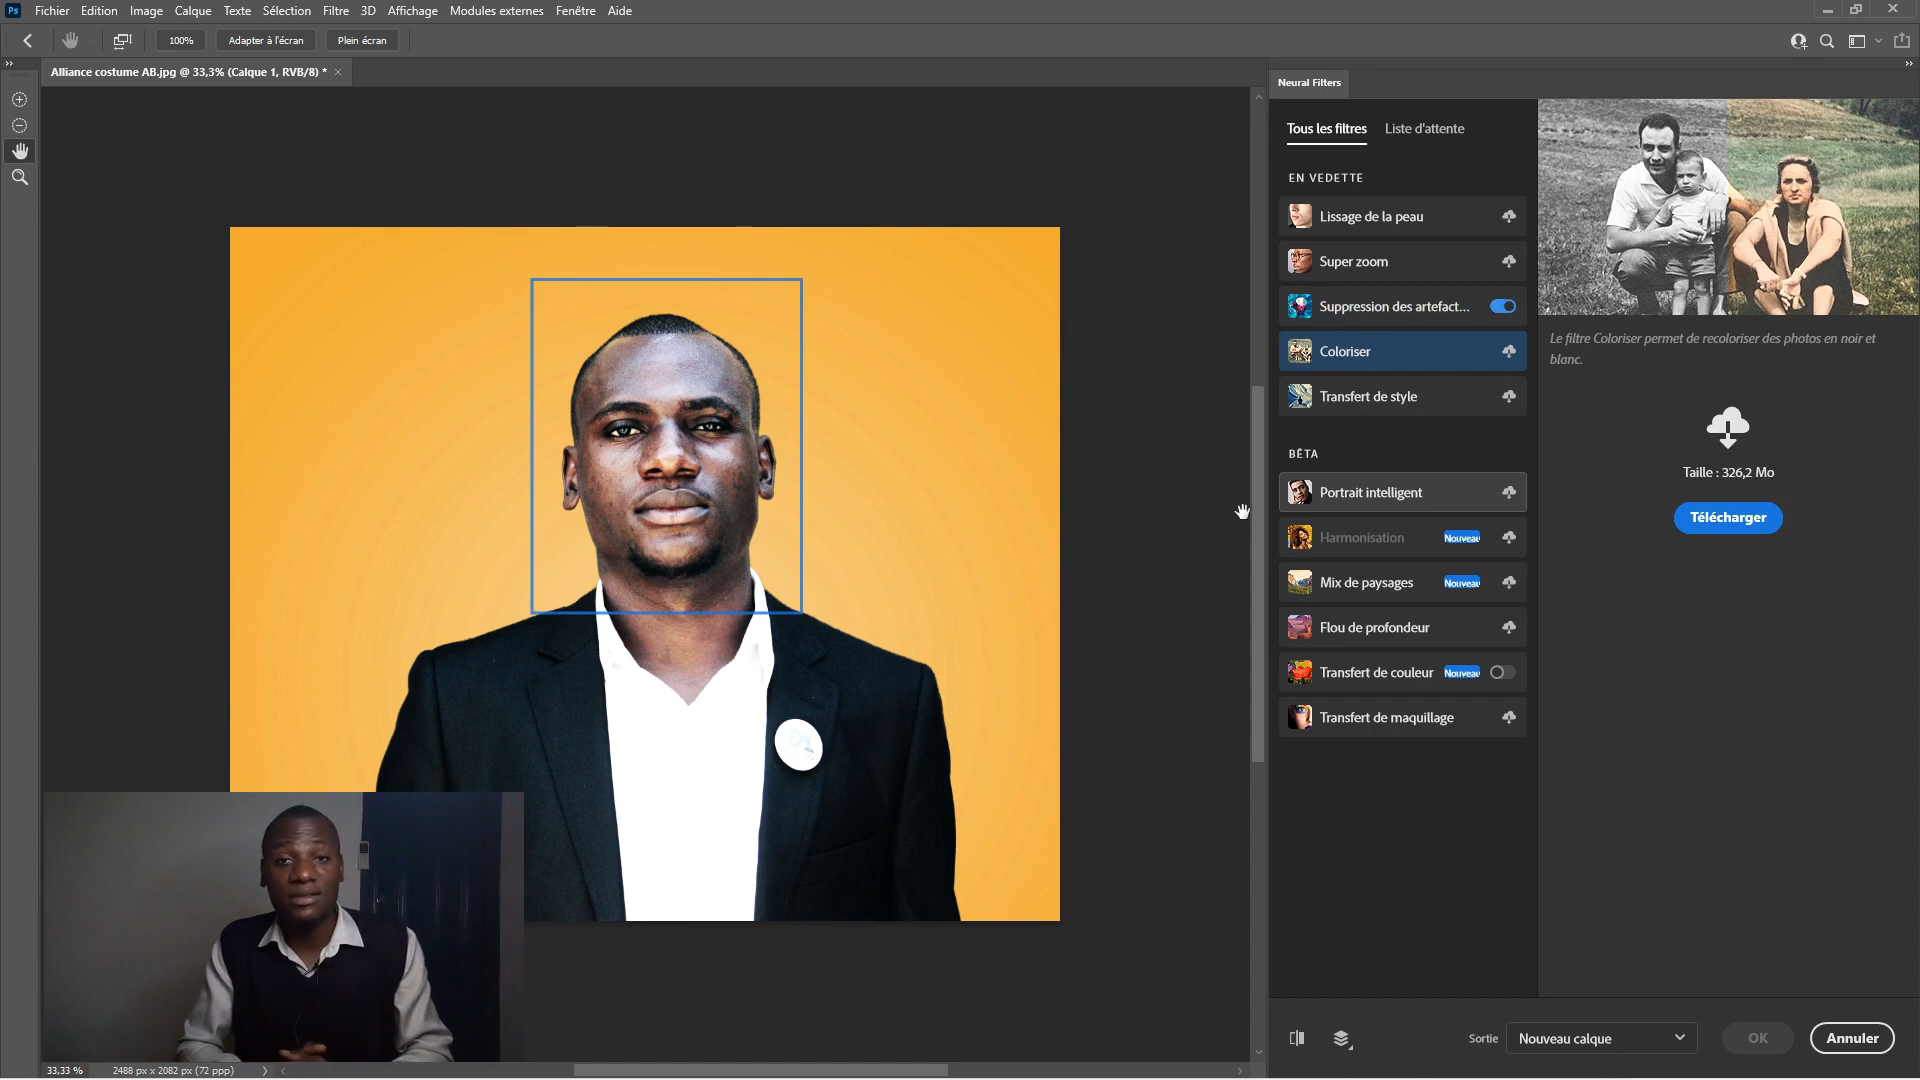 Ps Fichier Edition Image Calque Texte Sélection Filtre 3D Affichage Modules externes Fenêtre Aide
100% Adapter à l'écran Plein écran
Alliance costume AB.jpg @ 33,3% (Calque 1, RVB/8) *
Neural Filters
Tous les filtres Liste d'attente
EN VEDETTE
Lissage de la peau
Super zoom
Suppression des artefact...
Coloriser
Transfert de style
BÊTA
Portrait intelligent
Harmonisation Nouveau
Mix de paysages Nouveau
Flou de profondeur
Transfert de couleur Nouveau
Transfert de maquillage
Le filtre Coloriser permet de recoloriser des photos en noir et
blanc.
Taille : 326,2 Mo
Télécharger
Sortie Nouveau calque OK Annuler
33,33 % 2488 px x 2082 px (72 ppp)